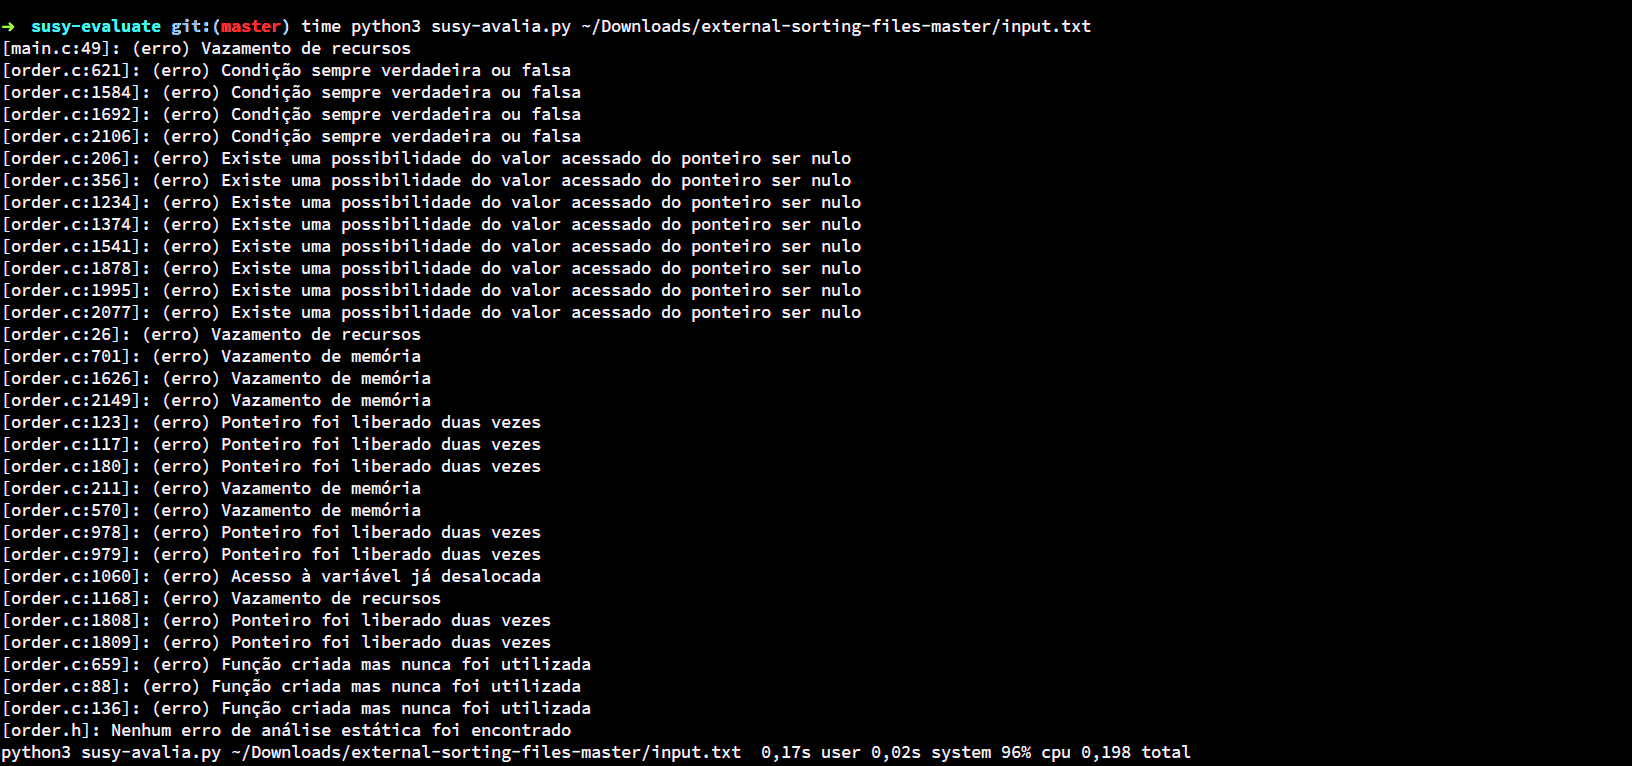 → susy-evaluate git:(master) time python3 susy-avalia.py ~/Downloads/external-sorting-files-master/input.txt
[main.c:49]: (erro) Vazamento de recursos
[order.c:621]: (erro) Condição sempre verdadeira ou falsa
[order.c:1584]: (erro) Condição sempre verdadeira ou falsa
[order.c:1692]: (erro) Condição sempre verdadeira ou falsa
[order.c:2106]: (erro) Condição sempre verdadeira ou falsa
[order.c:206]: (erro) Existe uma possibilidade do valor acessado do ponteiro ser nulo
[order.c:356]: (erro) Existe uma possibilidade do valor acessado do ponteiro ser nulo
[order.c:1234]: (erro) Existe uma possibilidade do valor acessado do ponteiro ser nulo
[order.c:1374]: (erro) Existe uma possibilidade do valor acessado do ponteiro ser nulo
[order.c:1541]: (erro) Existe uma possibilidade do valor acessado do ponteiro ser nulo
[order.c:1878]: (erro) Existe uma possibilidade do valor acessado do ponteiro ser nulo
[order.c:1995]: (erro) Existe uma possibilidade do valor acessado do ponteiro ser nulo
[order.c:2077]: (erro) Existe uma possibilidade do valor acessado do ponteiro ser nulo
[order.c:26]: (erro) Vazamento de recursos
[order.c:701]: (erro) Vazamento de memória
[order.c:1626]: (erro) Vazamento de memória
[order.c:2149]: (erro) Vazamento de memória
[order.c:123]: (erro) Ponteiro foi liberado duas vezes
[order.c:117]: (erro) Ponteiro foi liberado duas vezes
[order.c:180]: (erro) Ponteiro foi liberado duas vezes
[order.c:211]: (erro) Vazamento de memória
[order.c:570]: (erro) Vazamento de memória
[order.c:978]: (erro) Ponteiro foi liberado duas vezes
[order.c:979]: (erro) Ponteiro foi liberado duas vezes
[order.c:1060]: (erro) Acesso à variável já desalocada
[order.c:1168]: (erro) Vazamento de recursos
[order.c:1808]: (erro) Ponteiro foi liberado duas vezes
[order.c:1809]: (erro) Ponteiro foi liberado duas vezes
[order.c:659]: (erro) Função criada mas nunca foi utilizada
[order.c:88]: (erro) Função criada mas nunca foi utilizada
[order.c:136]: (erro) Função criada mas nunca foi utilizada
[order.h]: Nenhum erro de análise estática foi encontrado
python3 susy-avalia.py ~/Downloads/external-sorting-files-master/input.txt  0,17s user 0,02s system 96% cpu 0,198 total